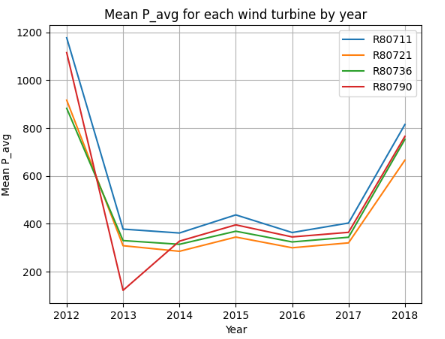 Mean P_avg for each wind turbine by year
R80711
R80721
R80736
R80790
Mean P_avg
1200
1000
800
600
400
200
2012 2013 2014 2015 2016 2017 2018
Year